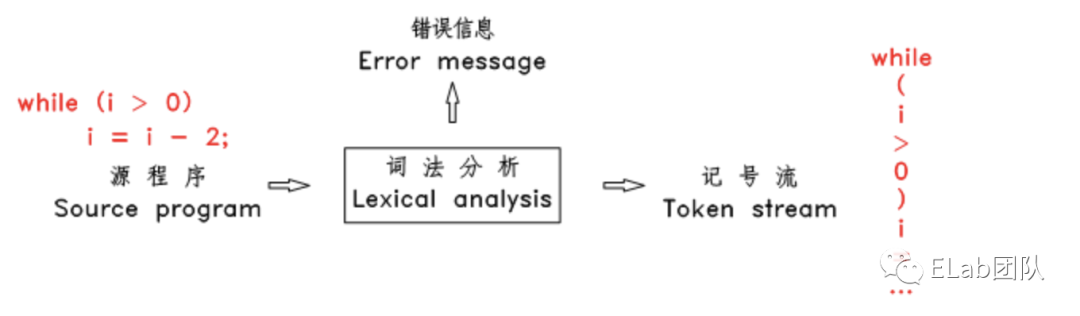 错误信息
Error message
while (i > 0)
i = i - 2;
源 程 序
Source program
词 法 分 析
Lexical analysis
记 号 流
Token stream
while
(
i
>
0
)
i
...
ELab团队